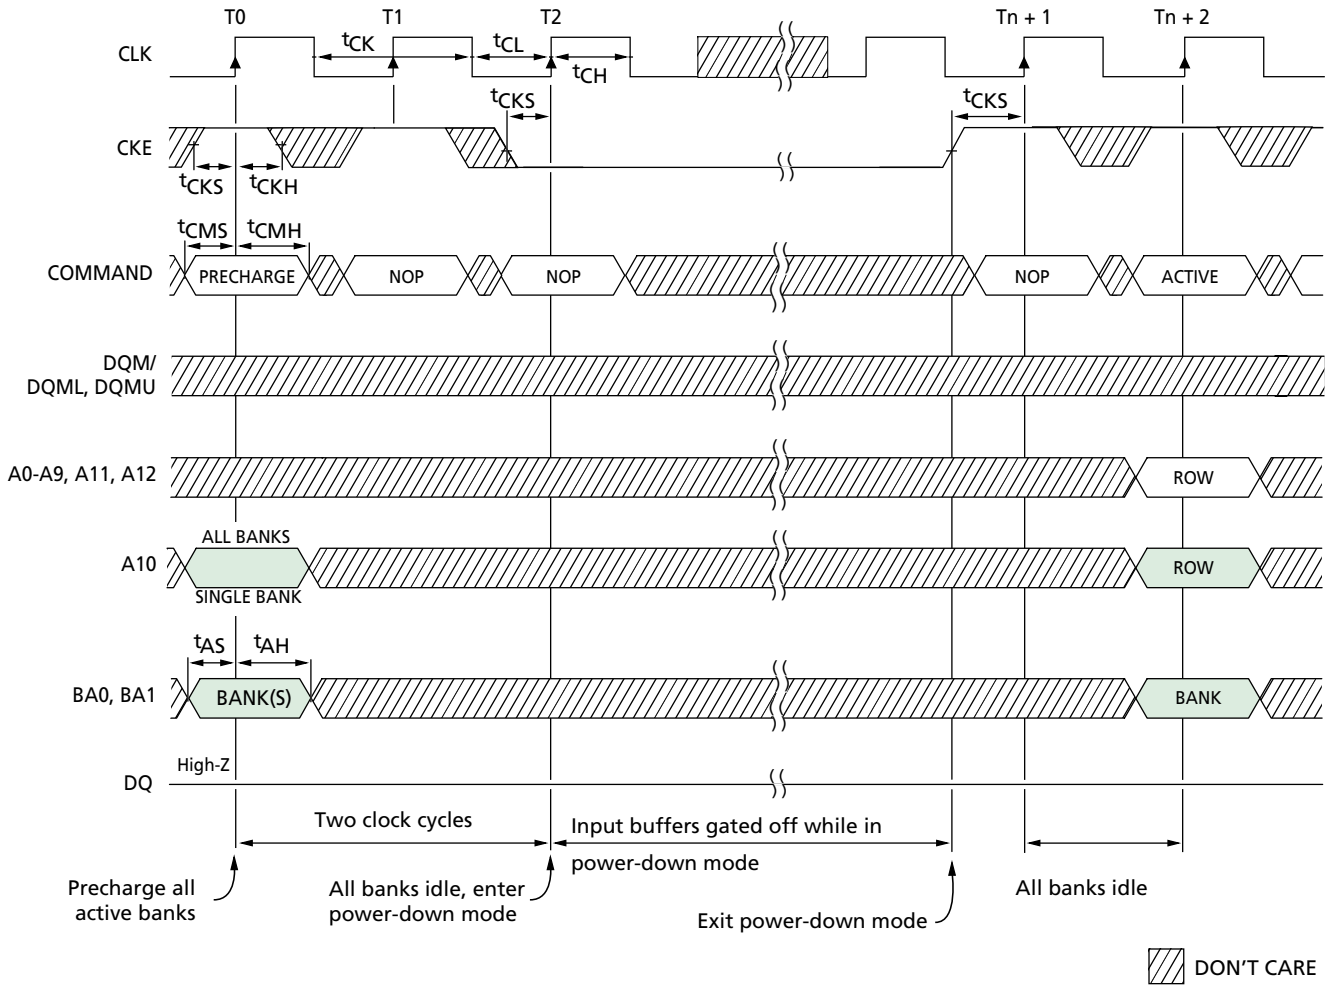 T0
T1
T2
Tn + 1
Tn + 2
CLK
tCK
tCL
tCH
tCKS
tCKS
CKE
tCKS
tCKH
tCMS
tCMH
COMMAND
PRECHARGE
NOP
NOP
NOP
ACTIVE
DQM/
DQML, DQMU
A0-A9, A11, A12
ROW
ALL BANKS
A10
ROW
SINGLE BANK
tAS
tAH
BA0, BA1
BANK(S)
BANK
High-Z
DQ
Two clock cycles
Input buffers gated off while in
power-down mode
Precharge all
active banks
All banks idle, enter
power-down mode
Exit power-down mode
All banks idle
DON'T CARE